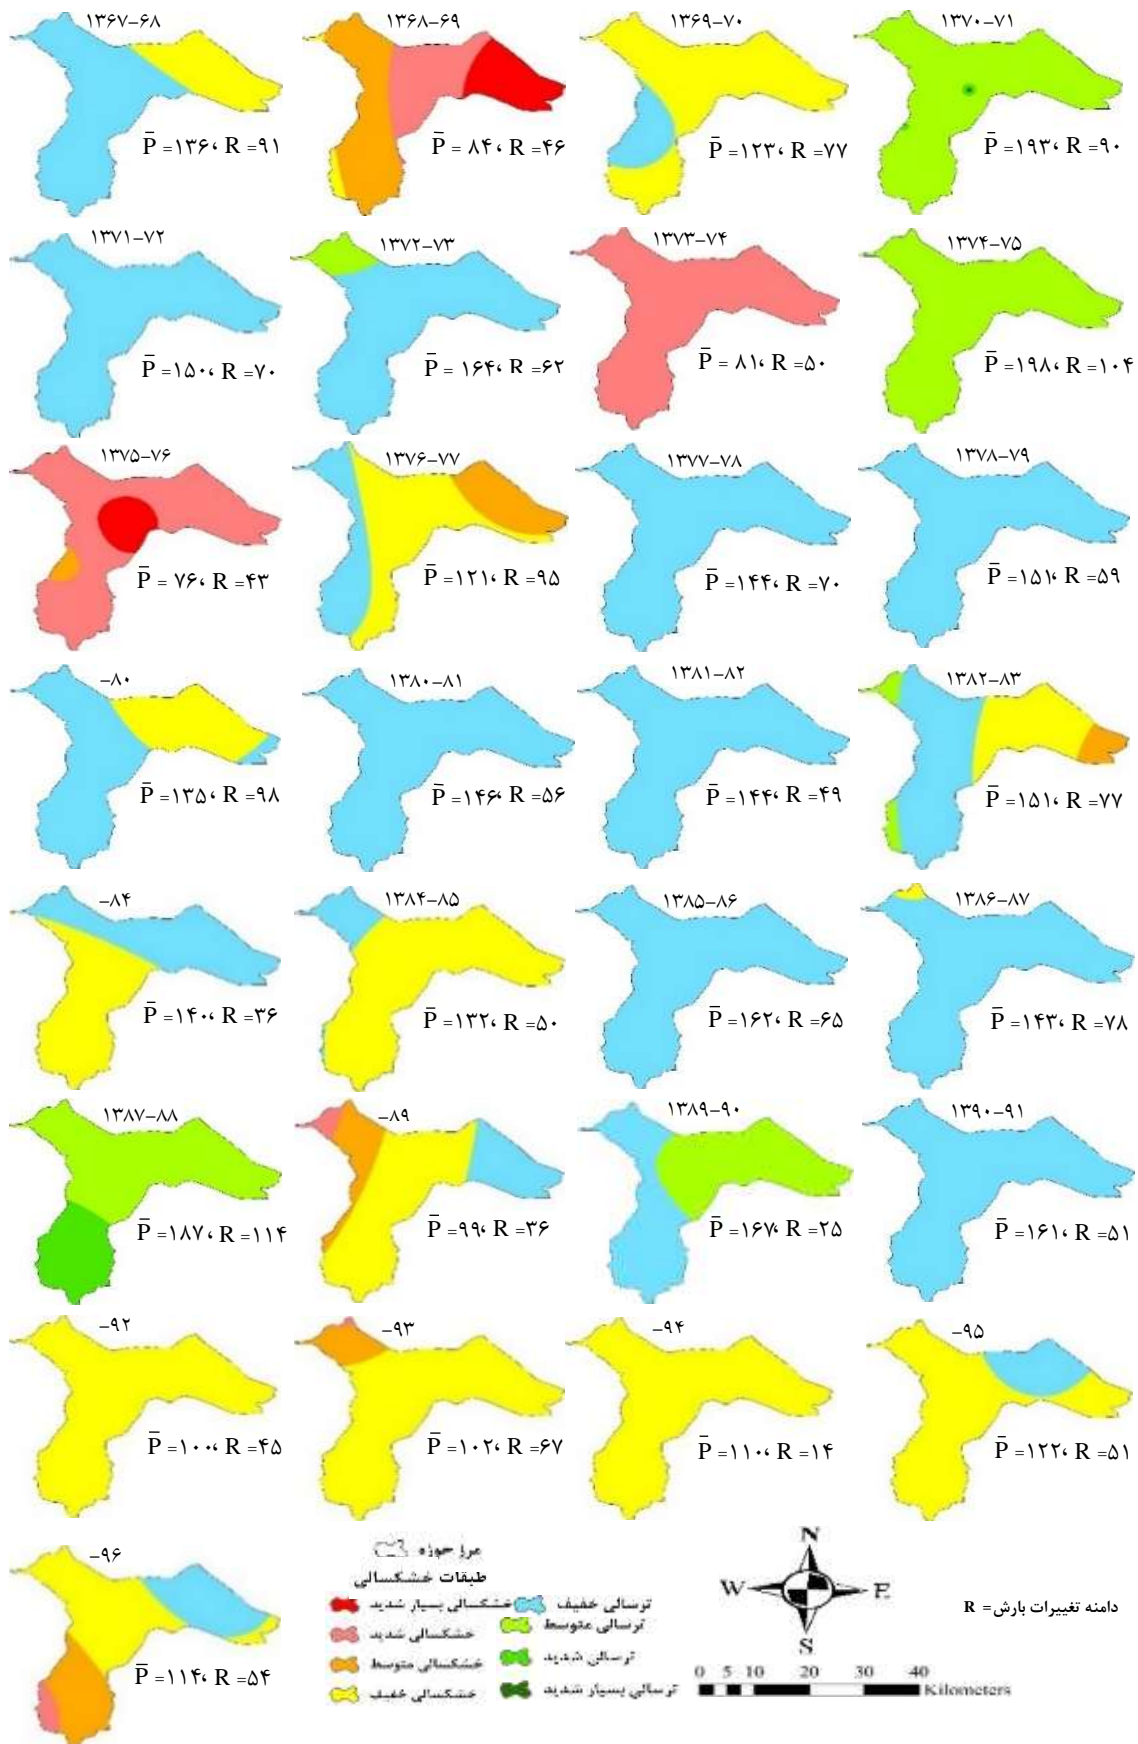 ۱۳۶۷-۶۸
P̄ =۱۳۶، R =۹۱
۱۳۶۸-۶۹
P̄ = ۸۴، R =۴۶
۱۳۶۹-۷۰
P̄ =۱۲۳، R =۷۷
۱۳۷۰-۷۱
P̄ =۱۹۳، R =۹۰
۱۳۷۱-۷۲
P̄ =۱۵۰، R =۷۰
۱۳۷۲-۷۳
P̄ = ۱۶۴، R =۶۲
۱۳۷۳-۷۴
P̄ = ۸۱، R =۵۰
۱۳۷۴-۷۵
P̄ =۱۹۸، R =۱۰۴
۱۳۷۵-۷۶
P̄ = ۷۶، R =۴۳
۱۳۷۶-۷۷
P̄ =۱۲۱، R =۹۵
۱۳۷۷-۷۸
P̄ =۱۴۴، R =۷۰
۱۳۷۸-۷۹
P̄ =۱۵۱، R =۵۹
-۸۰
P̄ =۱۳۵، R =۹۸
۱۳۸۰-۸۱
P̄ =۱۴۶، R =۵۶
۱۳۸۱-۸۲
P̄ =۱۴۴، R =۴۹
۱۳۸۲-۸۳
P̄ =۱۵۱، R =۷۷
-۸۴
P̄ =۱۴۰، R =۳۶
۱۳۸۴-۸۵
P̄ =۱۳۲، R =۵۰
۱۳۸۵-۸۶
P̄ =۱۶۲، R =۶۵
۱۳۸۶-۸۷
P̄ =۱۴۳، R =۷۸
۱۳۸۷-۸۸
P̄ =۱۸۷، R =۱۱۴
-۸۹
P̄ =۹۹، R =۳۶
۱۳۸۹-۹۰
P̄ =۱۶۷، R =۲۵
۱۳۹۰-۹۱
P̄ =۱۶۱، R =۵۱
-۹۲
P̄ =۱۰۰، R =۴۵
-۹۳
P̄ =۱۰۲، R =۶۷
-۹۴
P̄ =۱۱۰، R =۱۴
-۹۵
P̄ =۱۲۲، R =۵۱
-۹۶
P̄ =۱۱۴، R =۵۴
مرز حوزه
طبقات خشکسالی
خشکسالی بسیار شدید
خشکسالی شدید
خشکسالی متوسط
خشکسالی خفیف
ترسالی خفیف
ترسالی متوسط
ترسالی شدید
ترسالی بسیار شدید
N
W E
S
0 5 10 20 30 40
Kilometers
دامنه تغییرات بارش= R